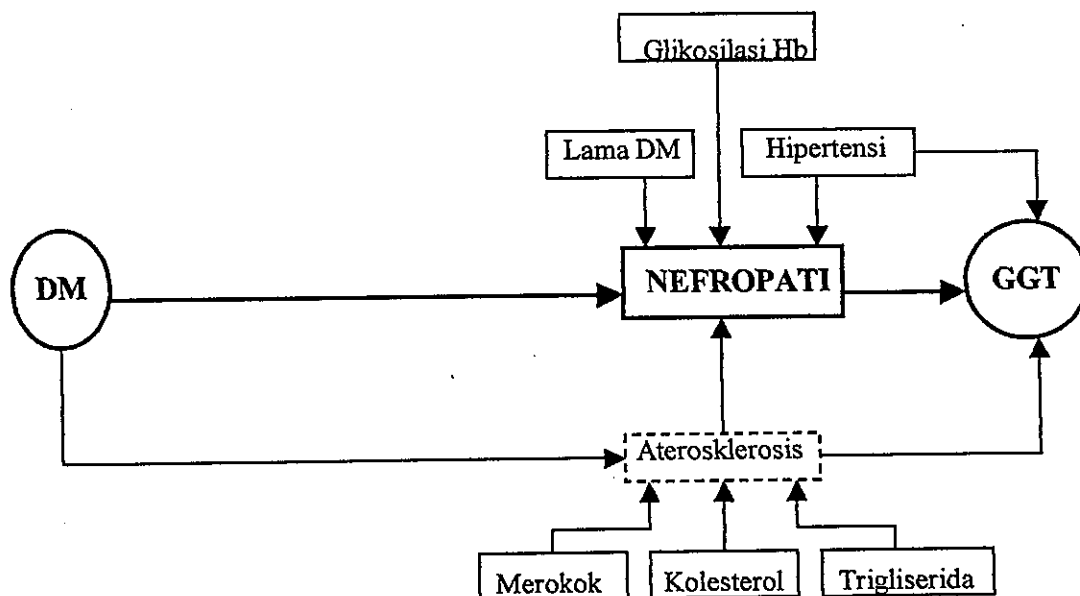 Glikosilasi Hb
Lama DM
Hipertensi
DM
NEFROPATI
GGT
Aterosklerosis
Merokok
Kolesterol
Trigliserida